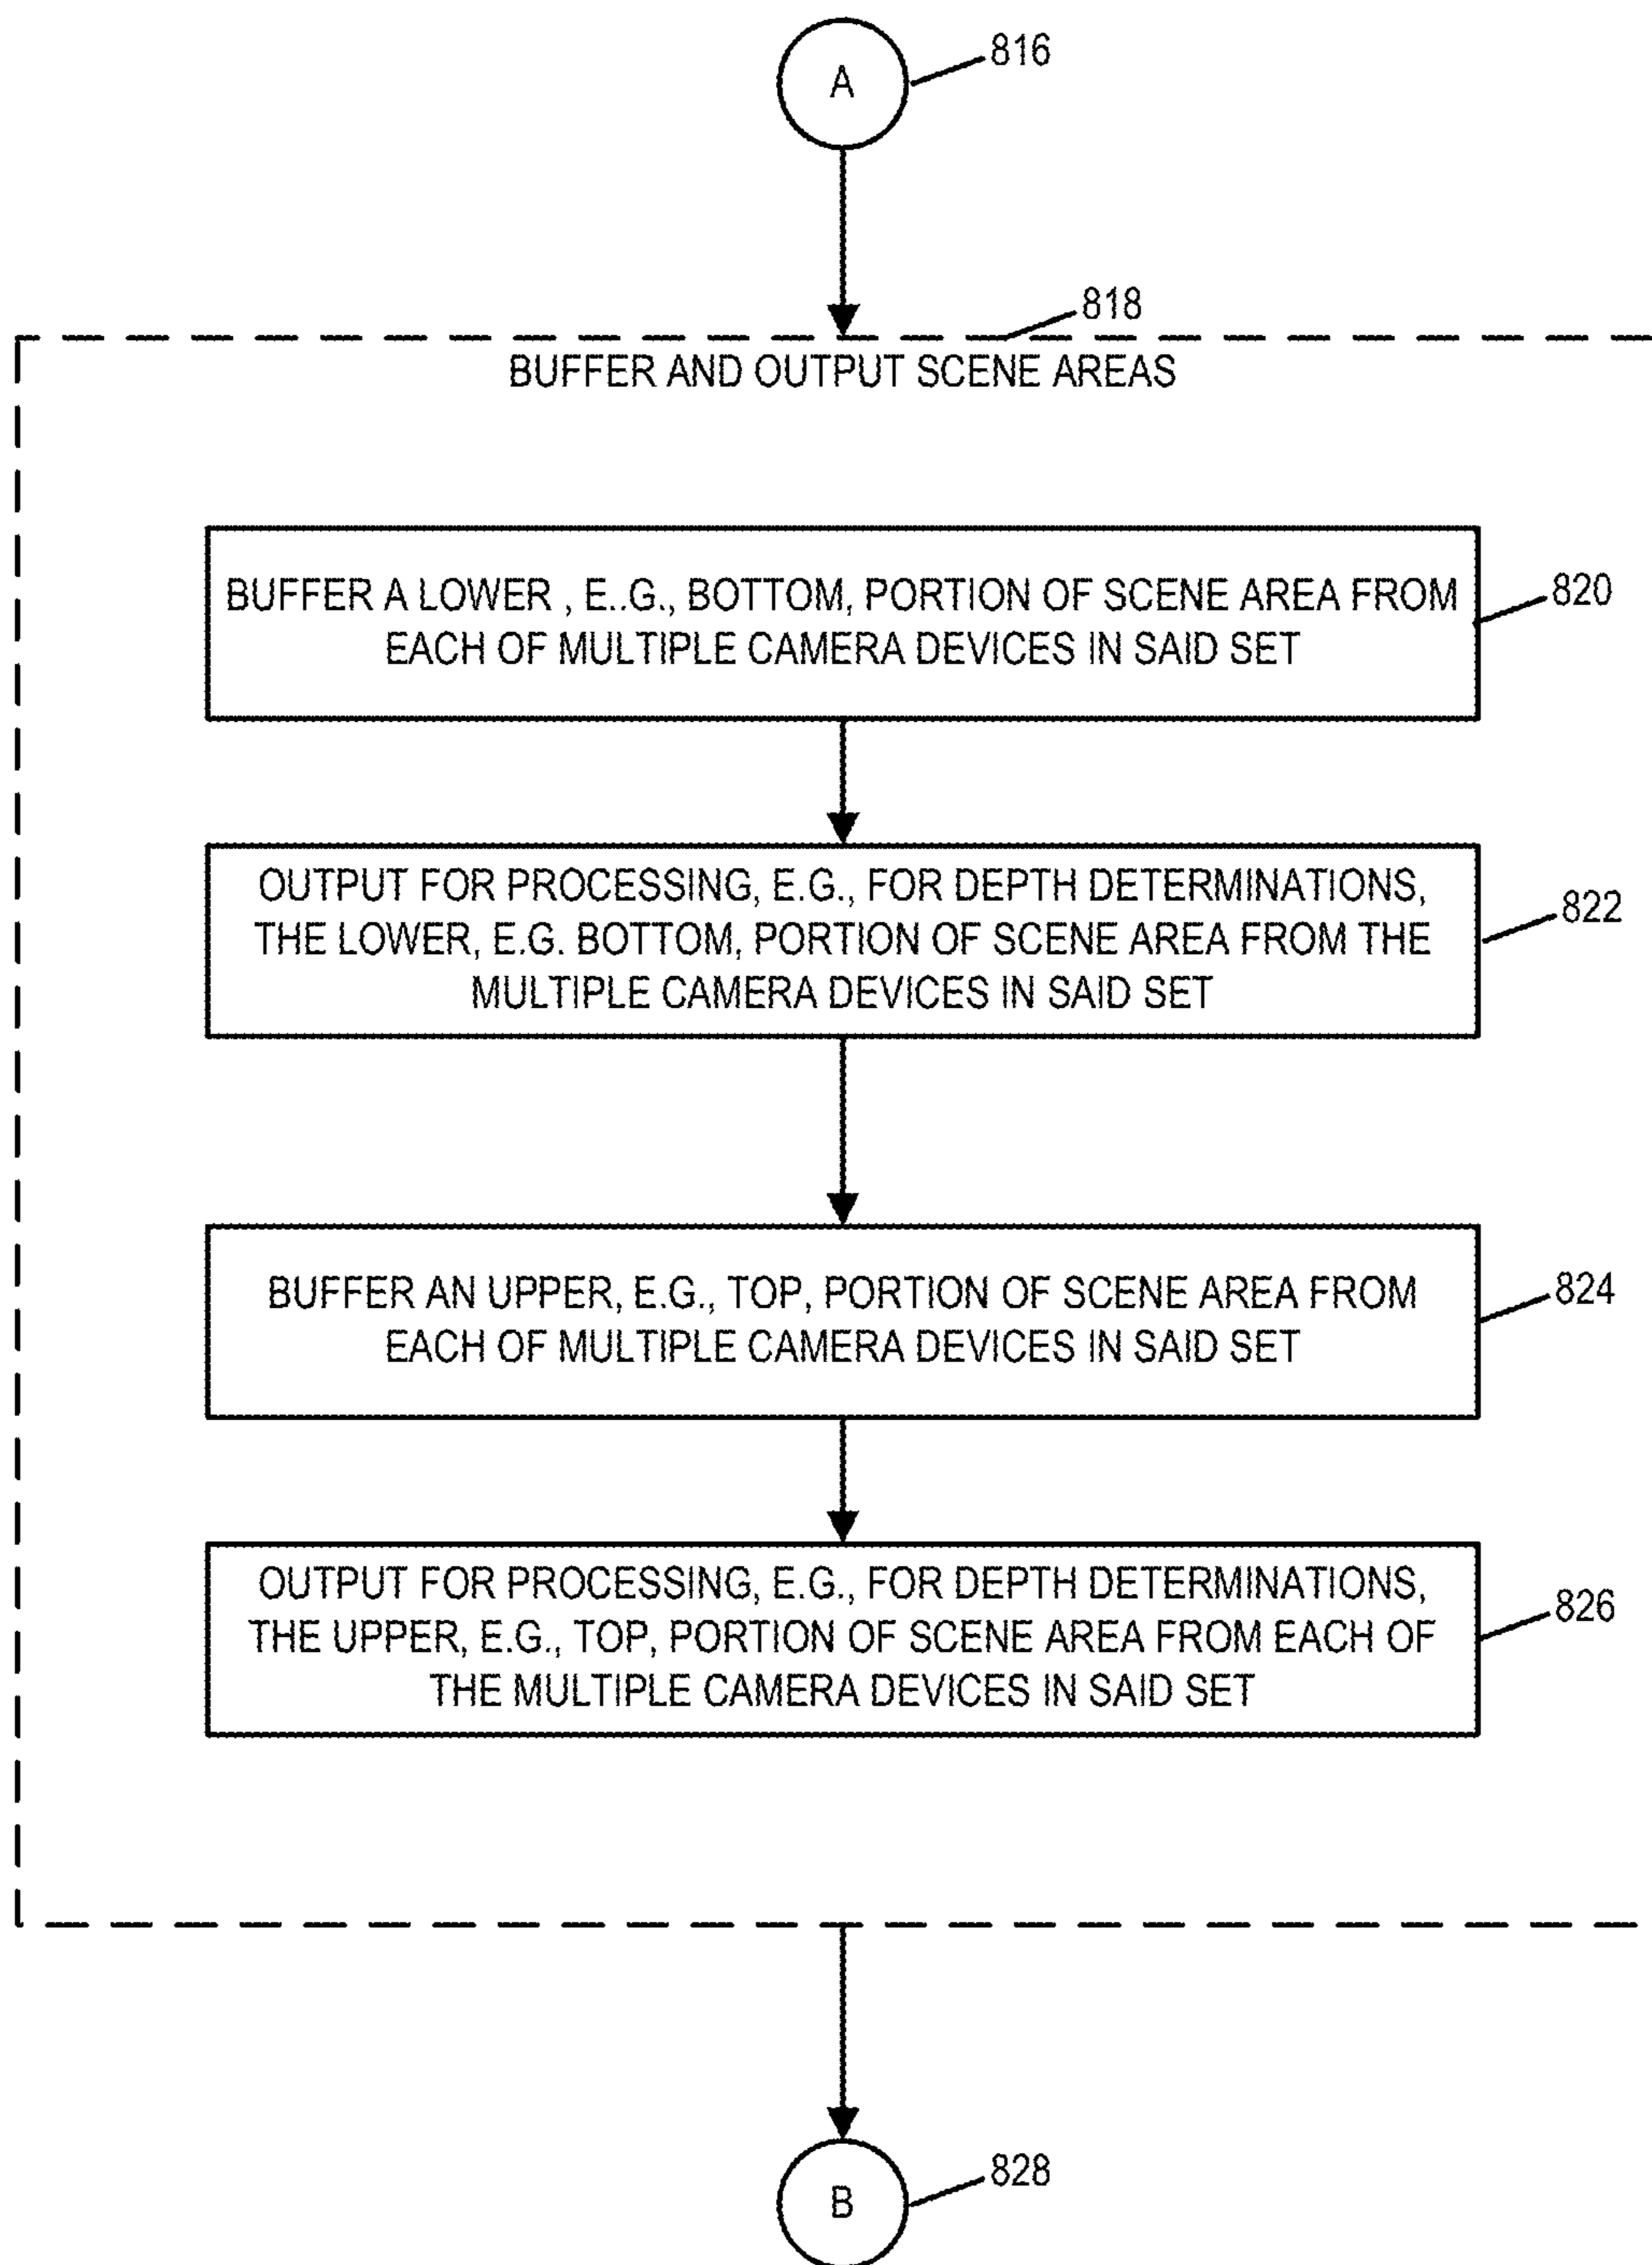 A
816
818
BUFFER AND OUTPUT SCENE AREAS
BUFFER A LOWER , E..G., BOTTOM, PORTION OF SCENE AREA FROM
EACH OF MULTIPLE CAMERA DEVICES IN SAID SET
820
OUTPUT FOR PROCESSING, E.G., FOR DEPTH DETERMINATIONS,
THE LOWER, E.G. BOTTOM, PORTION OF SCENE AREA FROM THE
MULTIPLE CAMERA DEVICES IN SAID SET
822
BUFFER AN UPPER, E.G., TOP, PORTION OF SCENE AREA FROM
EACH OF MULTIPLE CAMERA DEVICES IN SAID SET
824
OUTPUT FOR PROCESSING, E.G., FOR DEPTH DETERMINATIONS,
THE UPPER, E.G., TOP, PORTION OF SCENE AREA FROM EACH OF
THE MULTIPLE CAMERA DEVICES IN SAID SET
826
B
828